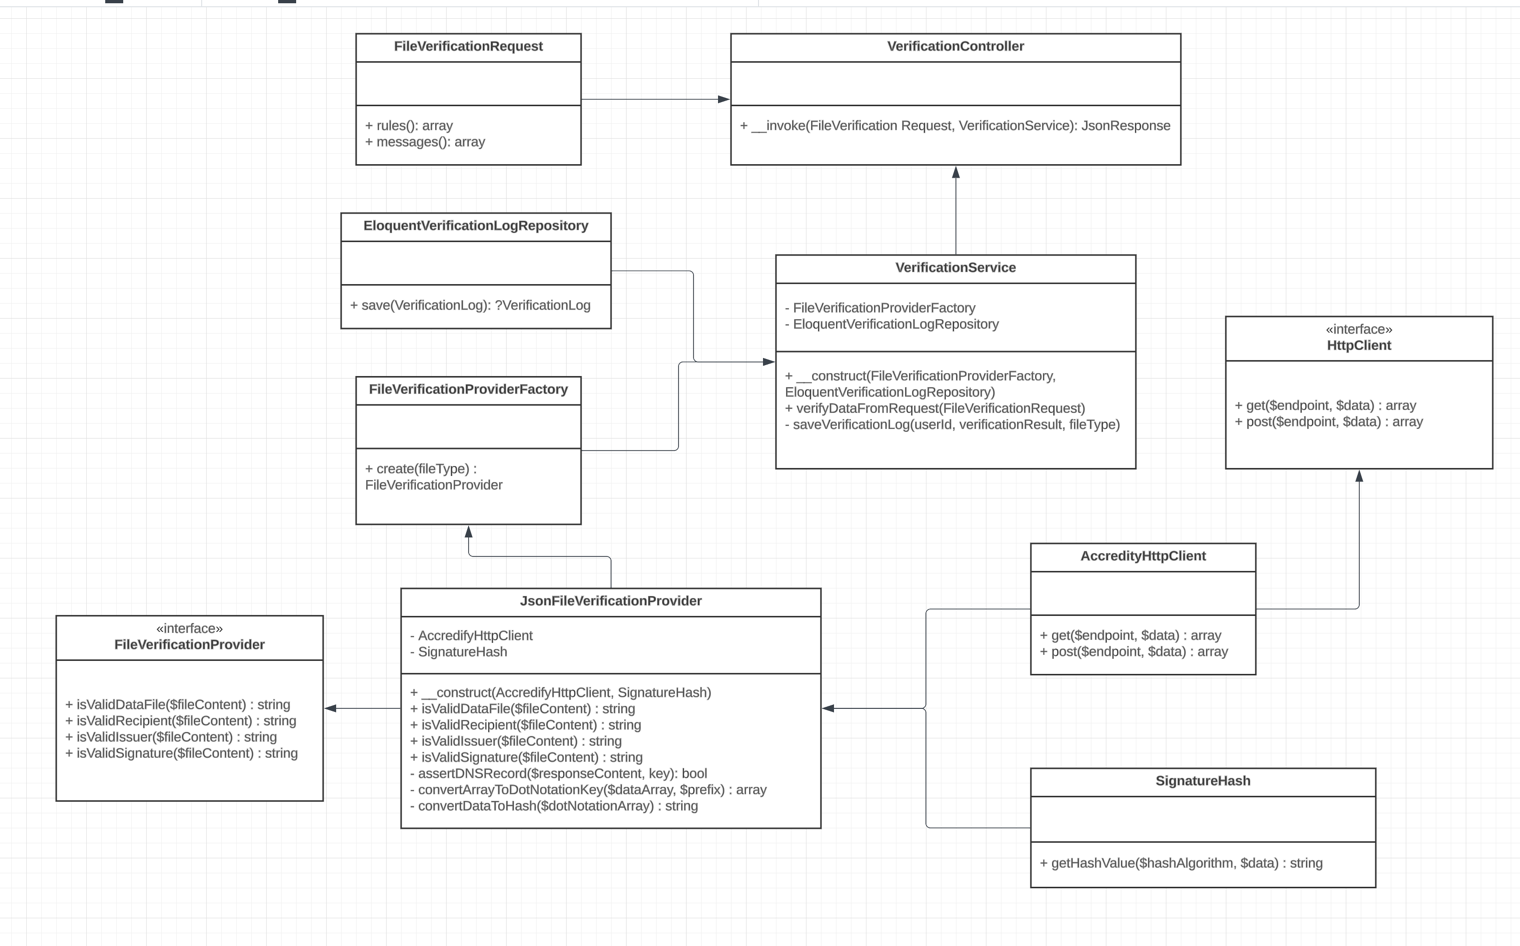 FileVerificationRequest
+ rules(): array
+ messages(): array
VerificationController
+ __invoke(FileVerification Request, VerificationService): JsonResponse
EloquentVerificationLogRepository
+ save(VerificationLog): ?VerificationLog
VerificationService
- FileVerificationProviderFactory
- EloquentVerificationLogRepository
+ __construct(FileVerificationProviderFactory,
EloquentVerificationLogRepository)
+ verifyDataFromRequest(FileVerificationRequest)
- saveVerificationLog(userId, verificationResult, fileType)
«interface»
HttpClient
+ get($endpoint, $data) : array
+ post($endpoint, $data) : array
FileVerificationProviderFactory
+ create(fileType) :
FileVerificationProvider
AccredityHttpClient
+ get($endpoint, $data) : array
+ post($endpoint, $data) : array
«interface»
FileVerificationProvider
+ isValidDataFile($fileContent) : string
+ isValidRecipient($fileContent) : string
+ isValidIssuer($fileContent) : string
+ isValidSignature($fileContent) : string
JsonFileVerificationProvider
- AccredifyHttpClient
- SignatureHash
+ __construct(AccredifyHttpClient, SignatureHash)
+ isValidDataFile($fileContent) : string
+ isValidRecipient($fileContent) : string
+ isValidIssuer($fileContent) : string
+ isValidSignature($fileContent) : string
- assertDNSRecord($responseContent, key): bool
- convertArrayToDotNotationKey($dataArray, $prefix) : array
- convertDataToHash($dotNotationArray) : string
SignatureHash
+ getHashValue($hashAlgorithm, $data) : string